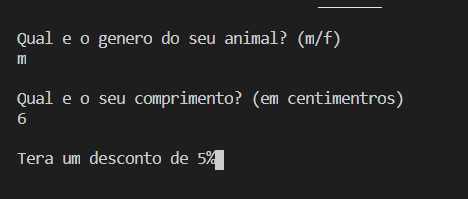 Qual e o genero do seu animal? (m/f)
m
Qual e o seu comprimento? (em centimentros)
6
Tera um desconto de 5%